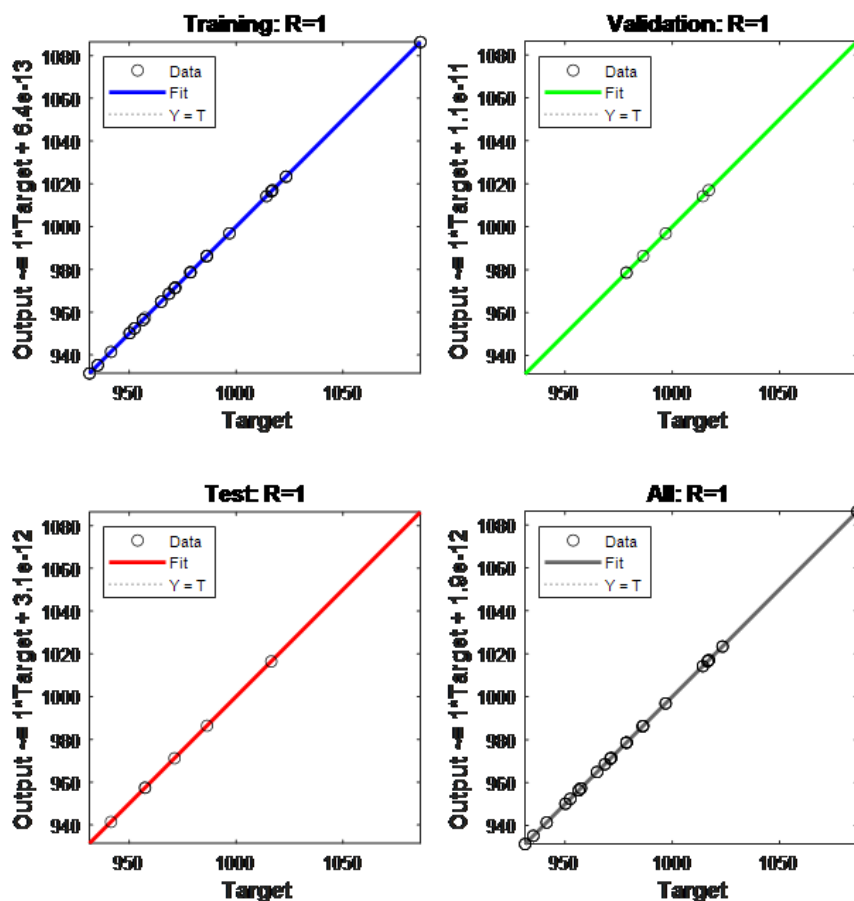 Training: R=1
Output ~= 1*Target + 6.4e-13
1080
1060
1040
1020
1000
980
960
940
Data
Fit
Y = T
950
1000
1050
Target
Validation: R=1
Output ~= 1*Target + 1.1e-11
1080
1060
1040
1020
1000
980
960
940
Data
Fit
Y = T
950
1000
1050
Target
Test: R=1
Output ~= 1*Target + 3.1e-12
1080
1060
1040
1020
1000
980
960
940
Data
Fit
Y = T
950
1000
1050
Target
All: R=1
Output ~= 1*Target + 1.9e-12
1080
1060
1040
1020
1000
980
960
940
Data
Fit
Y = T
950
1000
1050
Target